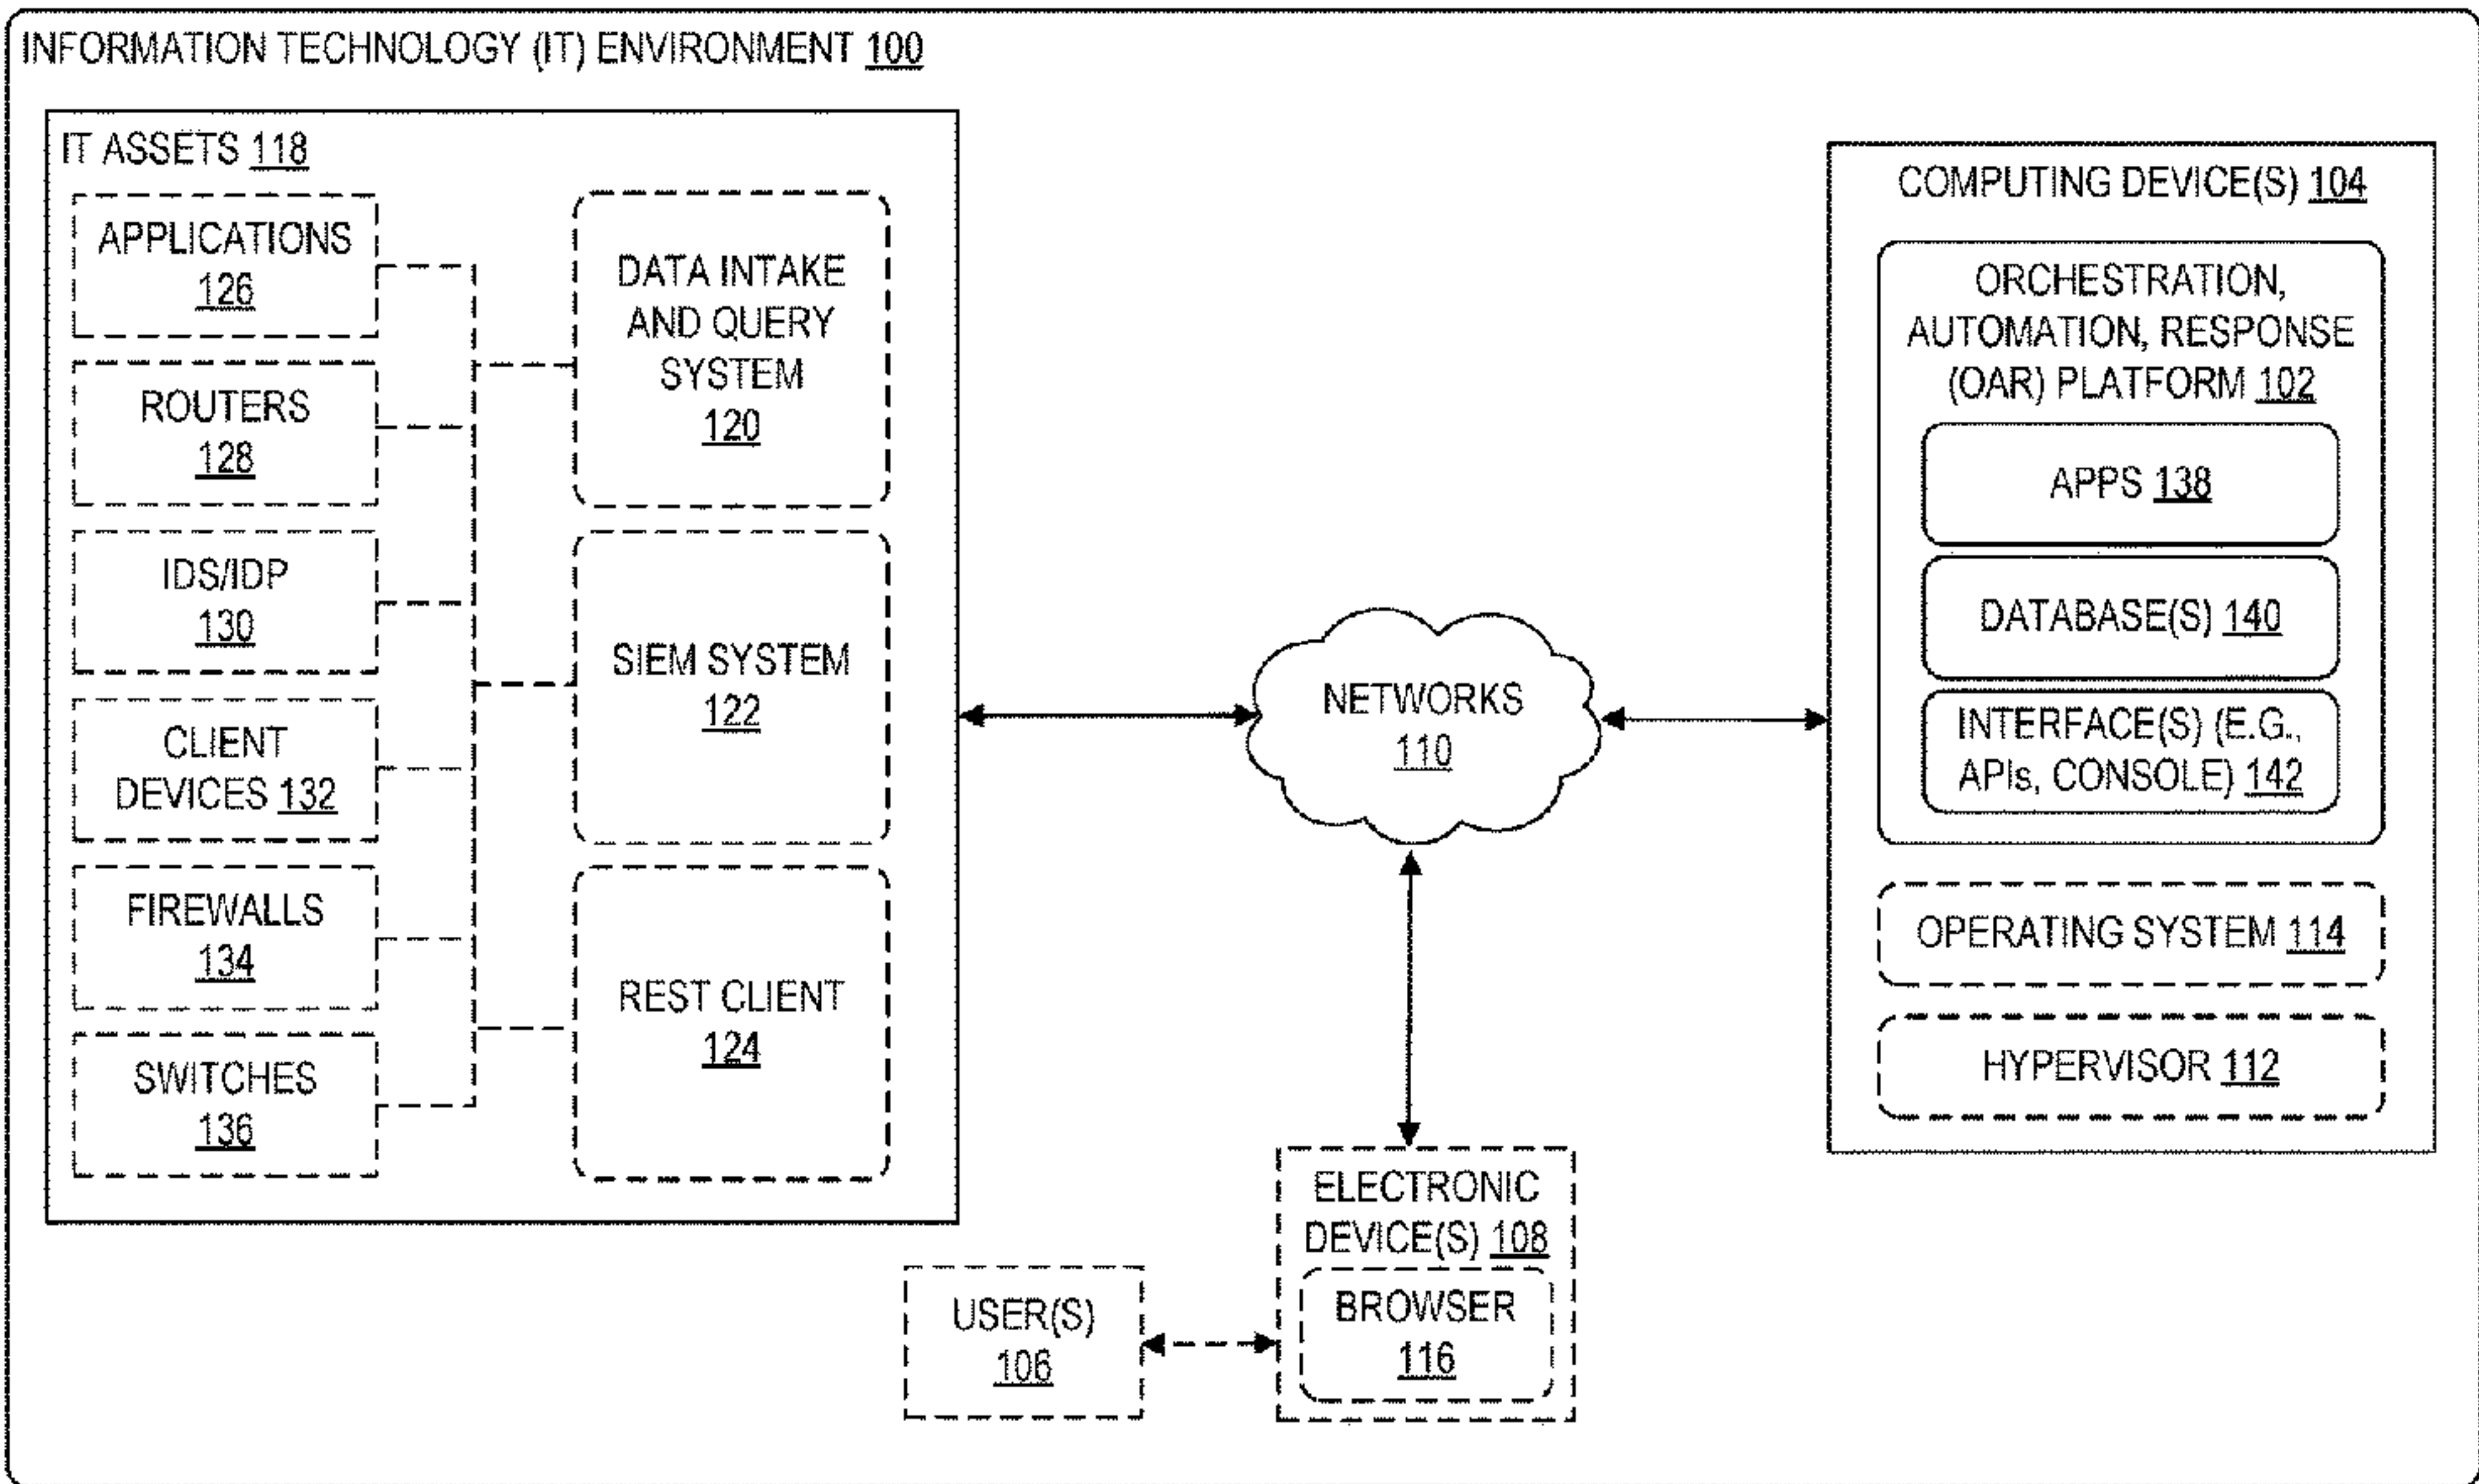 INFORMATION TECHNOLOGY (IT) ENVIRONMENT 100
IT ASSETS 118
APPLICATIONS
126
ROUTERS
128
IDS/IDP
130
CLIENT
DEVICES 132
FIREWALLS
134
SWITCHES
136
DATA INTAKE
AND QUERY
SYSTEM
120
SIEM SYSTEM
122
REST CLIENT
124
NETWORKS
110
USER(S)
106
ELECTRONIC
DEVICE(S) 108
BROWSER
116
COMPUTING DEVICE(S) 104
ORCHESTRATION,
AUTOMATION, RESPONSE
(OAR) PLATFORM 102
APPS 138
DATABASE(S) 140
INTERFACE(S) (E.G.,
APIs, CONSOLE) 142
OPERATING SYSTEM 114
HYPERVISOR 112